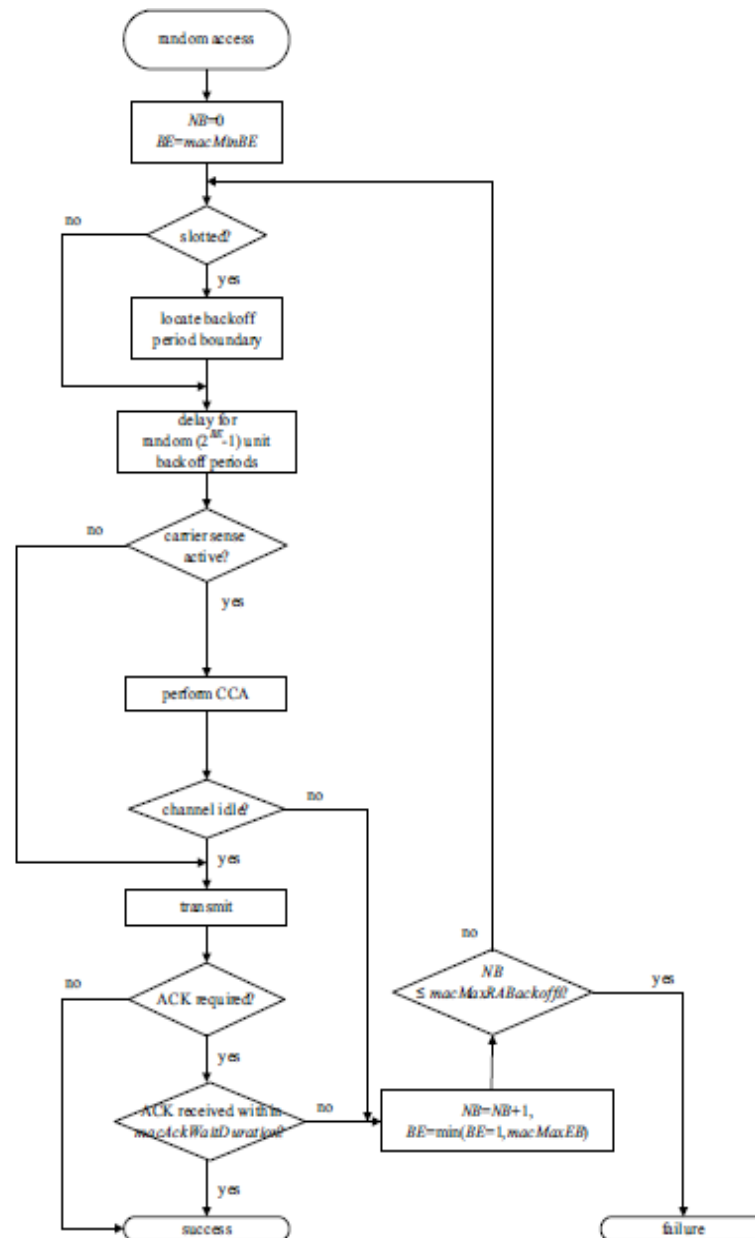 random access
NB=0
BE=macMinBE
no
slotted?
yes
locate backoff
period boundary
delay for
random (2^BE-1) unit
backoff periods
no
carrier sense
active?
yes
perform CCA
channel idle?
no
yes
transmit
no
ACK required?
yes
no
NB
≤ macMaxRABackoffs?
yes
ACK received within
macAckWaitDuration?
no
NB=NB+1,
BE=min(BE=1,macMaxEB)
yes
success
failure